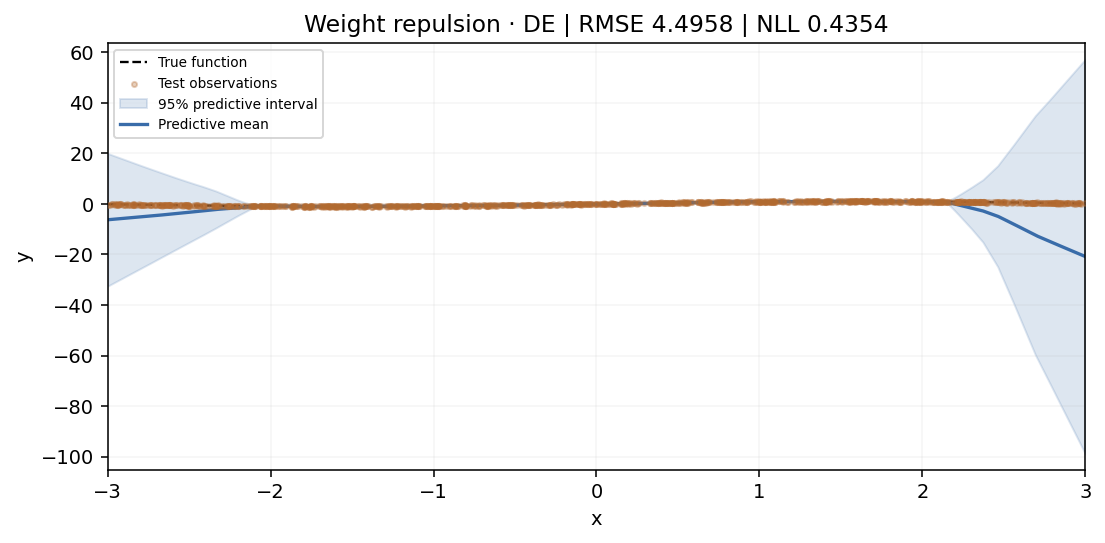 Weight repulsion · DE | RMSE 4.4958 | NLL 0.4354
True function
Test observations
95% predictive interval
Predictive mean
60
40
20
0
−20
−40
−60
−80
−100
y
−3
−2
−1
0
1
2
3
x